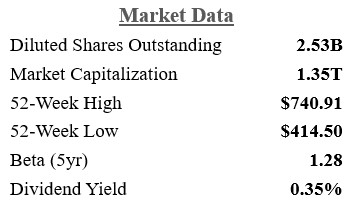 Market Data
Diluted Shares Outstanding 2.53B
Market Capitalization 1.35T
52-Week High $740.91
52-Week Low $414.50
Beta (5yr) 1.28
Dividend Yield 0.35%